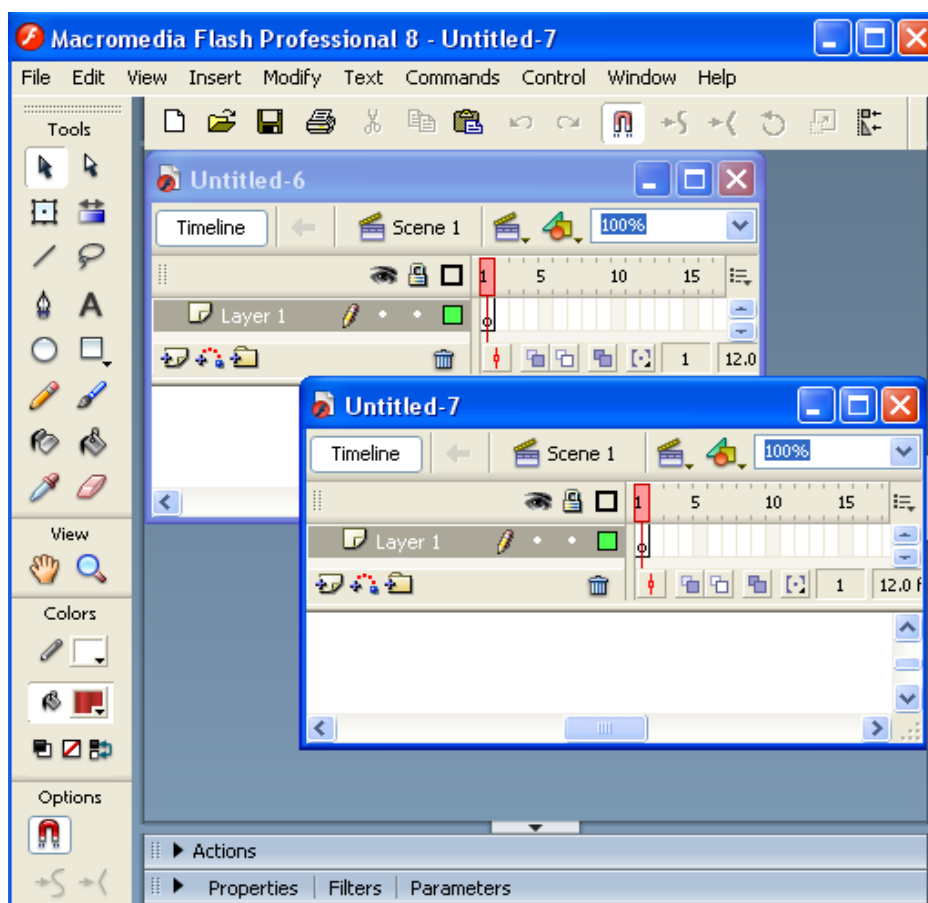 Macromedia Flash Professional 8 - Untitled-7
File Edit View Insert Modify Text Commands Control Window Help
Tools
Untitled-6
Timeline Scene 1 100%
1 5 10 15
Layer 1
1 12.0
Untitled-7
Timeline Scene 1 100%
1 5 10 15
Layer 1
1 12.0 f
View
Colors
Options
Actions
Properties Filters Parameters